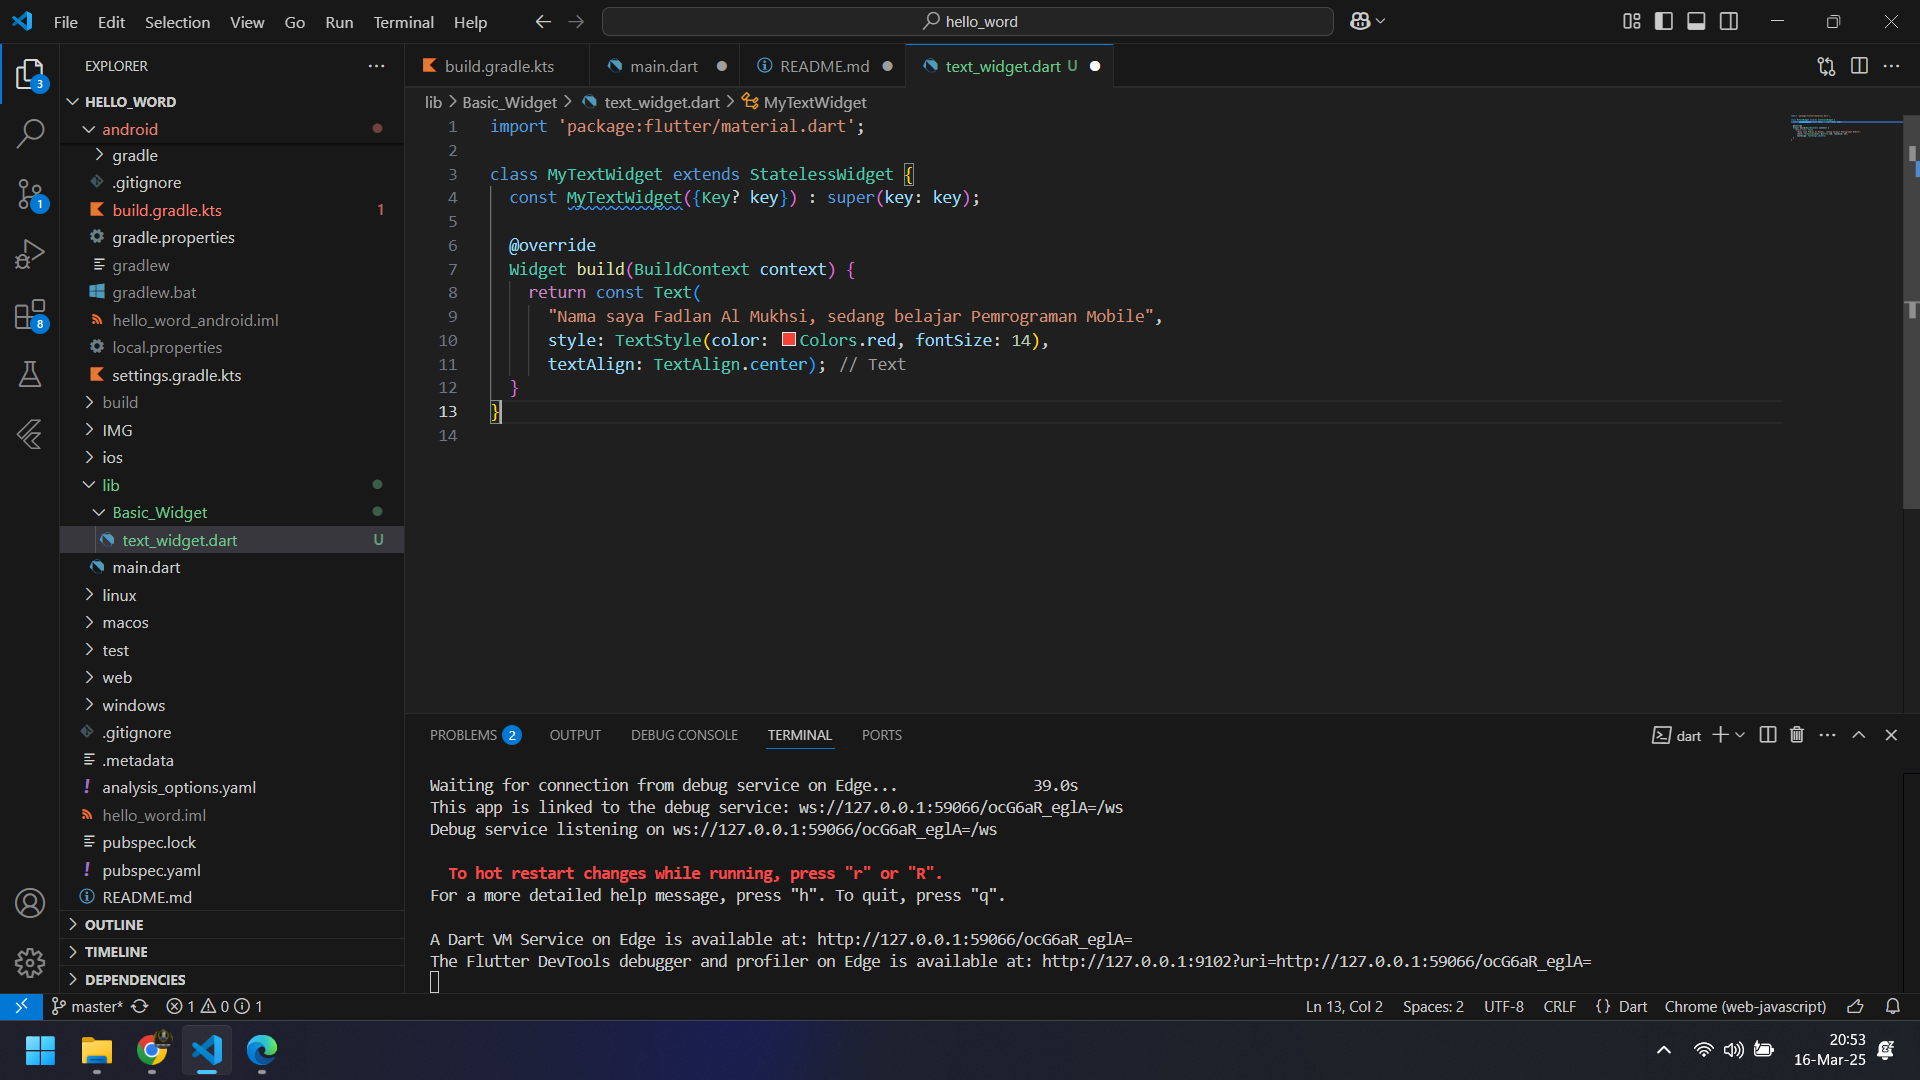 File Edit Selection View Go Run Terminal Help
hello_word
EXPLORER
3
HELLO_WORD
android
gradle
.gitignore
1
build.gradle.kts 1
gradle.properties
gradlew
gradlew.bat
8
hello_word_android.iml
local.properties
settings.gradle.kts
build
IMG
ios
lib
Basic_Widget
text_widget.dart U
main.dart
linux
macos
test
web
windows
.gitignore
.metadata
! analysis_options.yaml
hello_word.iml
pubspec.lock
! pubspec.yaml
README.md
OUTLINE
TIMELINE
DEPENDENCIES
build.gradle.kts main.dart README.md text_widget.dart U
lib > Basic_Widget > text_widget.dart > MyTextWidget
1 import 'package:flutter/material.dart';
2
3 class MyTextWidget extends StatelessWidget {
4 const MyTextWidget({Key? key}) : super(key: key);
5
6 @override
7 Widget build(BuildContext context) {
8 return const Text(
9 "Nama saya Fadlan Al Mukhsi, sedang belajar Pemrograman Mobile",
10 style: TextStyle(color: Colors.red, fontSize: 14),
11 textAlign: TextAlign.center); // Text
12 }
13 }
14
PROBLEMS 2 OUTPUT DEBUG CONSOLE TERMINAL PORTS
dart
Waiting for connection from debug service on Edge... 39.0s
This app is linked to the debug service: ws://127.0.0.1:59066/ocG6aR_eglA=/ws
Debug service listening on ws://127.0.0.1:59066/ocG6aR_eglA=/ws
To hot restart changes while running, press "r" or "R".
For a more detailed help message, press "h". To quit, press "q".
A Dart VM Service on Edge is available at: http://127.0.0.1:59066/ocG6aR_eglA=
The Flutter DevTools debugger and profiler on Edge is available at: http://127.0.0.1:9102?uri=http://127.0.0.1:59066/ocG6aR_eglA=
master* 1 0 1
Ln 13, Col 2 Spaces: 2 UTF-8 CRLF {} Dart Chrome (web-javascript)
20:53
16-Mar-25